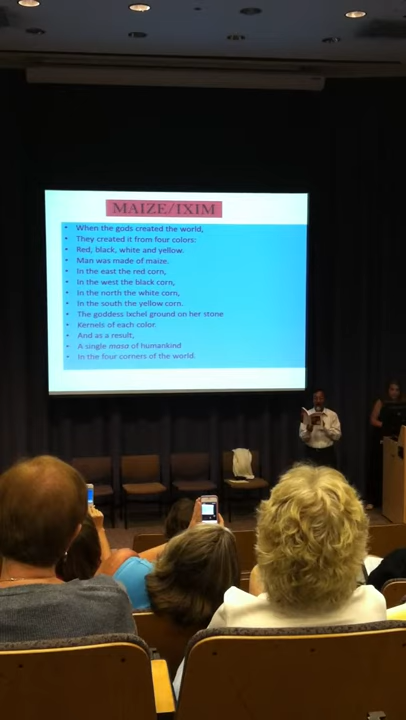 MAIZE/IXIM
• When the gods created the world,
• They created it from four colors:
• Red, black, white and yellow.
• Man was made of maize.
• In the east the red corn,
• In the west the black corn,
• In the north the white corn,
• In the south the yellow corn.
• The goddess Ixchel ground on her stone
• Kernels of each color.
• And as a result,
• A single masa of humankind
• In the four corners of the world.